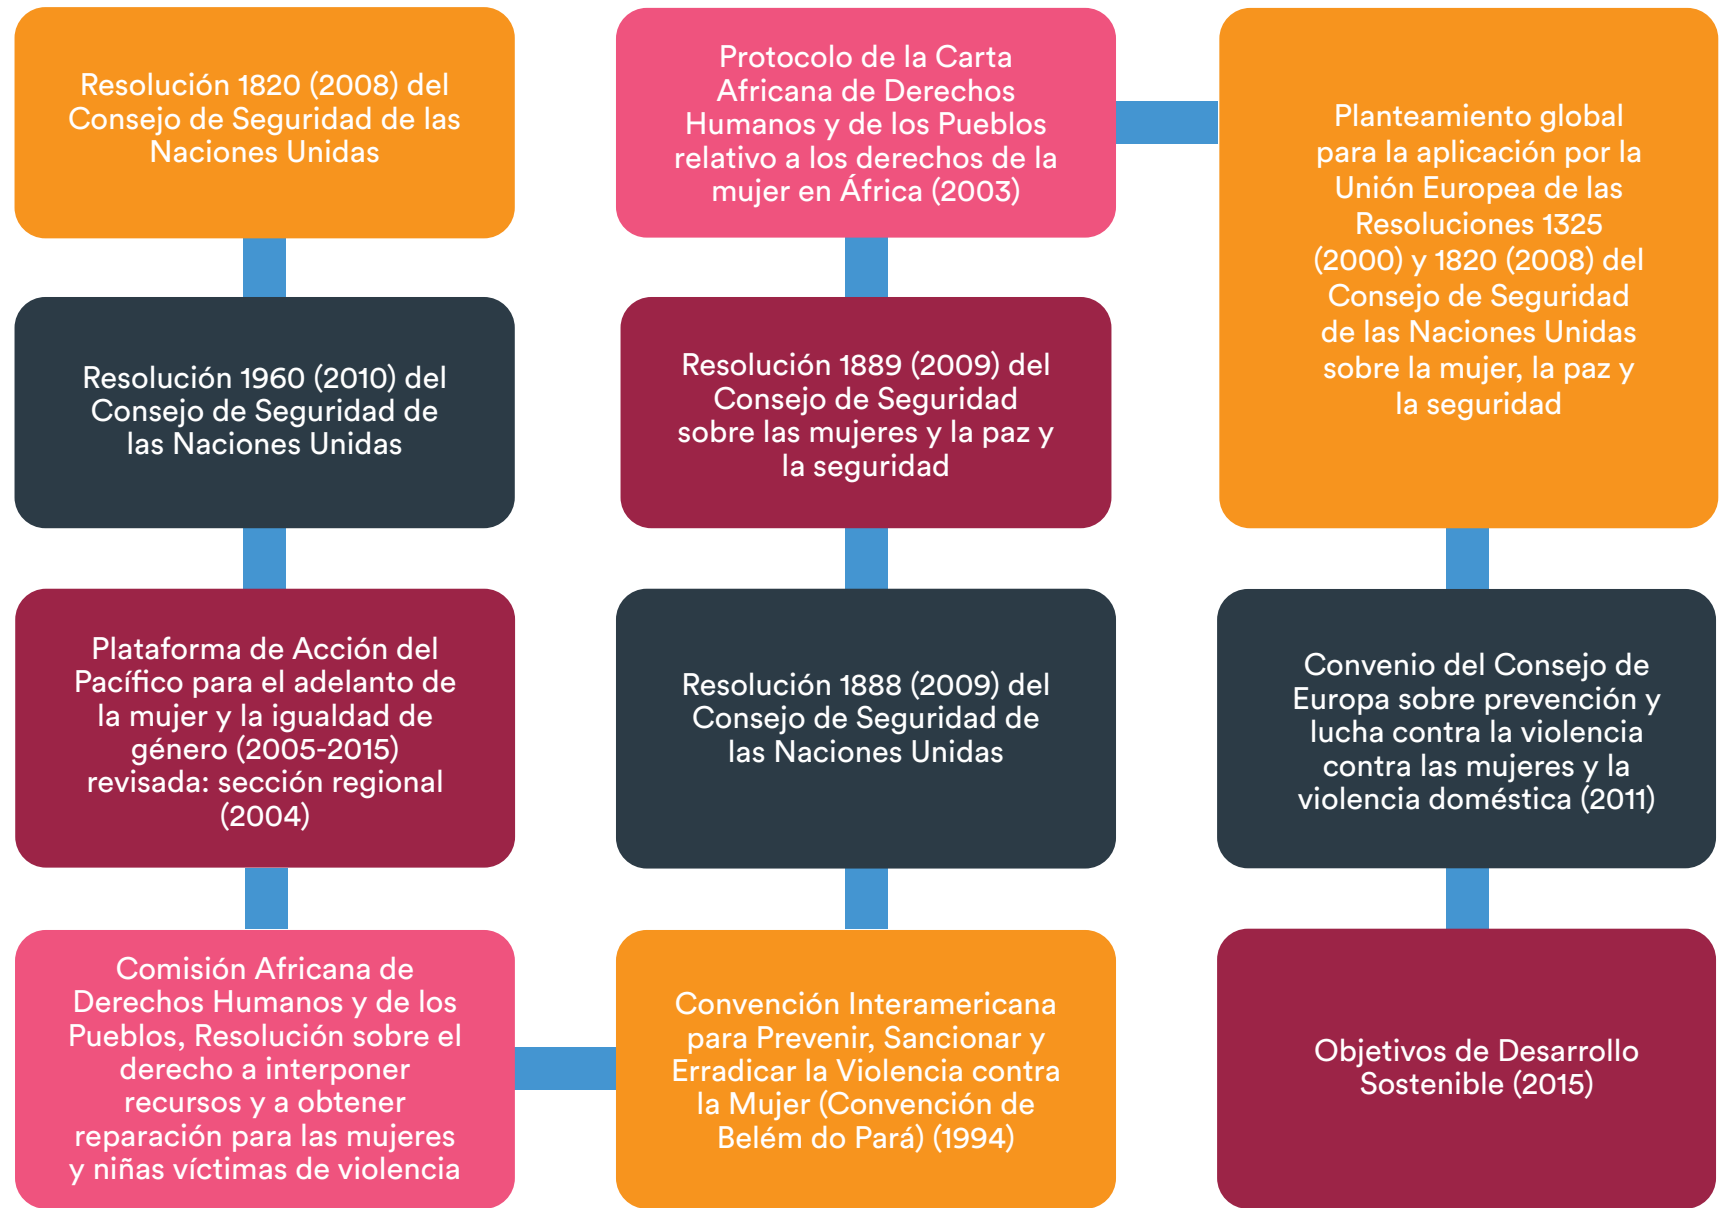 Resolución 1820 (2008) del
Consejo de Seguridad de las
Naciones Unidas
Resolución 1960 (2010) del
Consejo de Seguridad de
las Naciones Unidas
Plataforma de Acción del
Pacífico para el adelanto de
la mujer y la igualdad de
género (2005-2015)
revisada: sección regional
(2004)
Comisión Africana de
Derechos Humanos y de los
Pueblos, Resolución sobre el
derecho a interponer
recursos y a obtener
reparación para las mujeres
y niñas víctimas de violencia
Convención Interamericana
para Prevenir, Sancionar y
Erradicar la Violencia contra
la Mujer (Convención de
Belém do Pará) (1994)
Resolución 1888 (2009) del
Consejo de Seguridad de
las Naciones Unidas
Resolución 1889 (2009) del
Consejo de Seguridad
sobre las mujeres y la paz y
la seguridad
Protocolo de la Carta
Africana de Derechos
Humanos y de los Pueblos
relativo a los derechos de la
mujer en África (2003)
Planteamiento global
para la aplicación por la
Unión Europea de las
Resoluciones 1325
(2000) y 1820 (2008) del
Consejo de Seguridad
de las Naciones Unidas
sobre la mujer, la paz y
la seguridad
Convenio del Consejo de
Europa sobre prevención y
lucha contra la violencia
contra las mujeres y la
violencia doméstica (2011)
Objetivos de Desarrollo
Sostenible (2015)